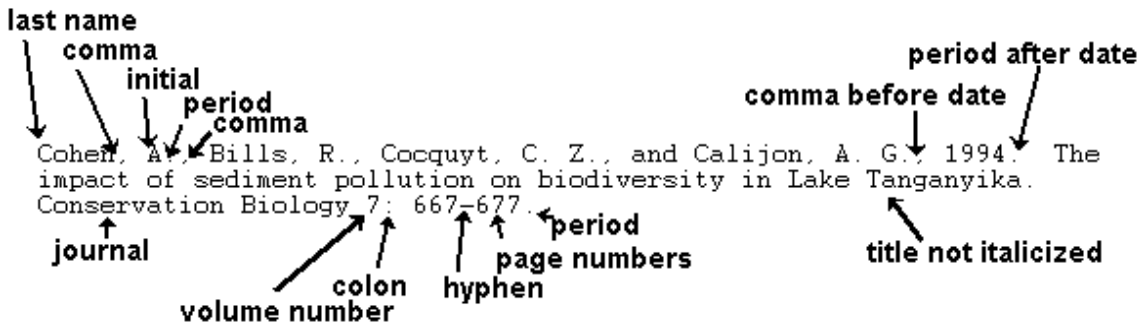 last name
comma
initial
period
comma
comma before date
period after date
Cohen, A., Bills, R., Cocquyt, C. Z., and Calijon, A. G., 1994. The
impact of sediment pollution on biodiversity in Lake Tanganyika.
Conservation Biology 7: 667-677.
period
journal
page numbers
title not italicized
colon
hyphen
volume number